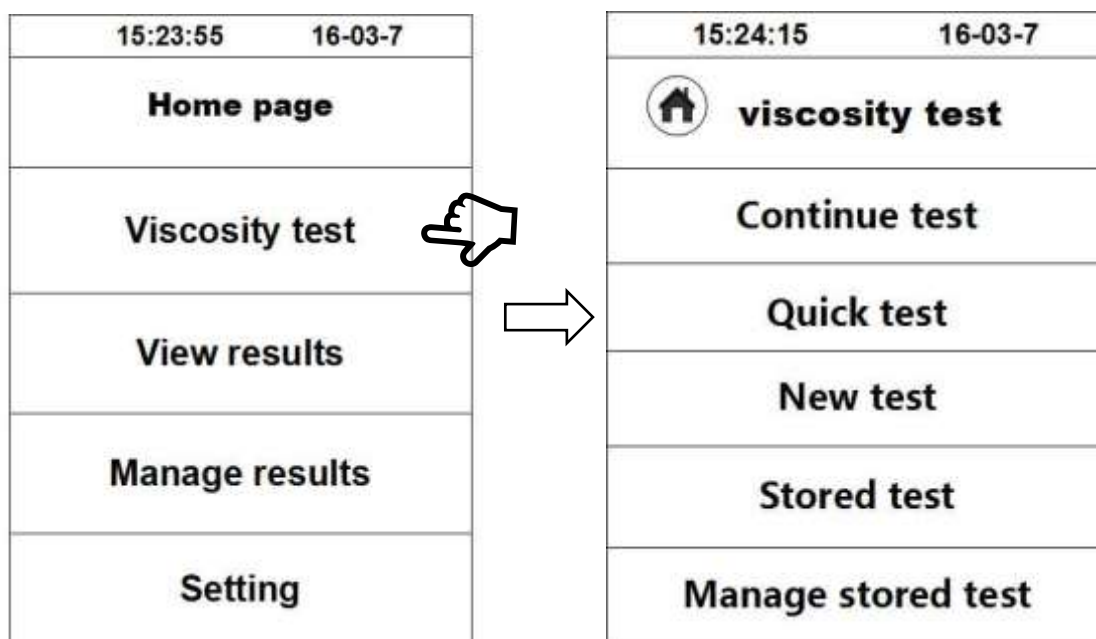 15:23:55 16-03-7
Home page
Viscosity test
View results
Manage results
Setting
15:24:15 16-03-7
viscosity test
Continue test
Quick test
New test
Stored test
Manage stored test